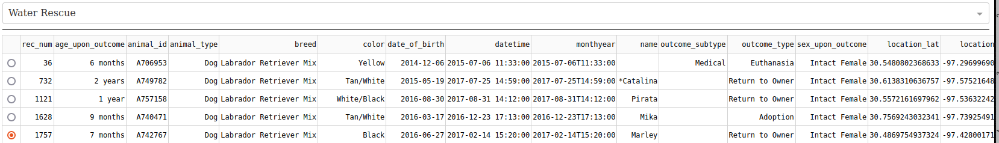 Water Rescue
rec_num age_upon_outcome animal_id animal_type breed color date_of_birth datetime monthyear name outcome_subtype outcome_type sex_upon_outcome location_lat location
36 6 months A706953 Dog Labrador Retriever Mix Yellow 2014-12-06 2015-07-06 11:33:00 2015-07-06T11:33:00 Medical Euthanasia Intact Female 30.5480802368633 -97.29699690
732 2 years A749782 Dog Labrador Retriever Mix Tan/White 2015-05-19 2017-07-25 14:59:00 2017-07-25T14:59:00 *Catalina Return to Owner Intact Female 30.6138310636757 -97.57521648
1121 1 year A757158 Dog Labrador Retriever Mix White/Black 2016-08-30 2017-08-31 14:12:00 2017-08-31T14:12:00 Pirata Return to Owner Intact Female 30.5572161697962 -97.53632242
1628 9 months A740471 Dog Labrador Retriever Mix Tan/White 2016-03-17 2016-12-23 17:13:00 2016-12-23T17:13:00 Mika Adoption Intact Female 30.7569243032341 -97.73925491
1757 7 months A742767 Dog Labrador Retriever Mix Black 2016-06-27 2017-02-14 15:20:00 2017-02-14T15:20:00 Marley Return to Owner Intact Female 30.4869754937324 -97.42800171